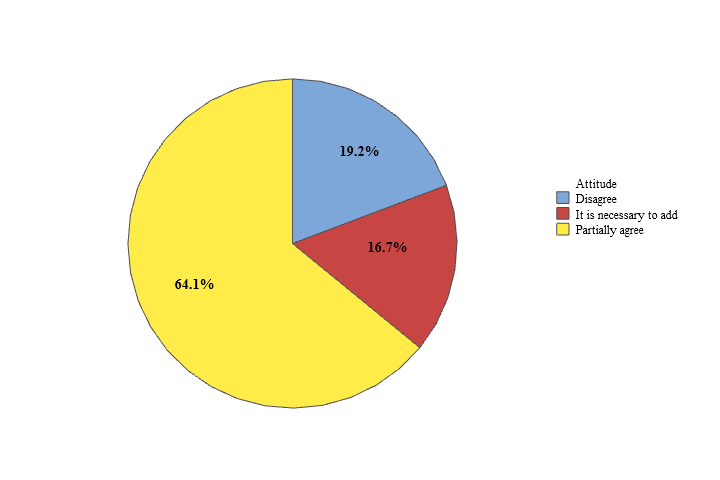 19.2%
16.7%
64.1%
Attitude
Disagree
It is necessary to add
Partially agree